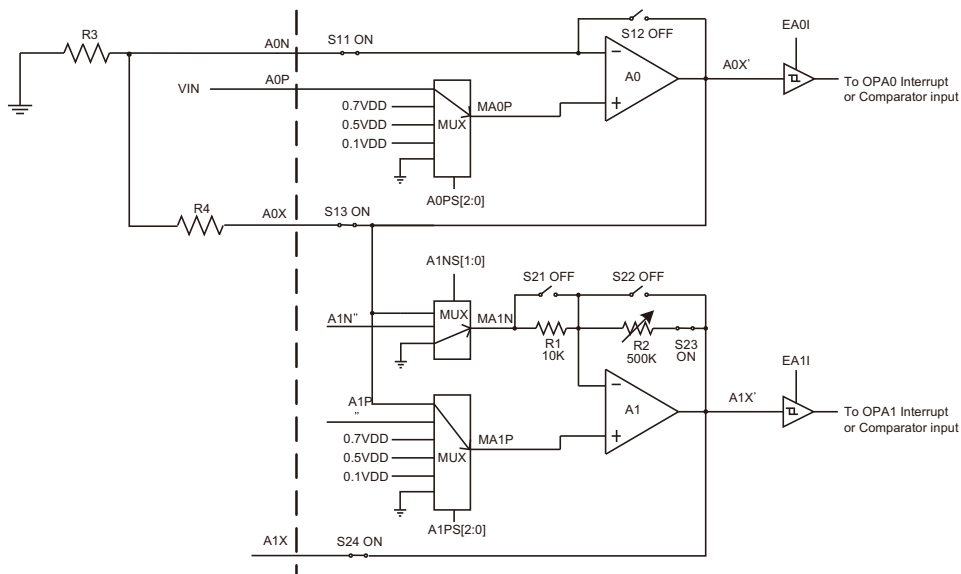 EA0I
R3
A0N
S11 ON
S12 OFF
VIN
A0P
A0
A0X'
To OPA0 Interrupt
or Comparator input
0.7VDD
0.5VDD
0.1VDD
MUX
MA0P
−
+
A0PS[2:0]
R4
A0X
S13 ON
A1NS[1:0]
S21 OFF
S22 OFF
A1N"
MUX
MA1N
R1
10K
R2
500K
S23
ON
EA1I
A1P
"
−
+
A1
A1X'
To OPA1 Interrupt
or Comparator input
0.7VDD
0.5VDD
0.1VDD
MUX
MA1P
A1PS[2:0]
A1X
S24 ON